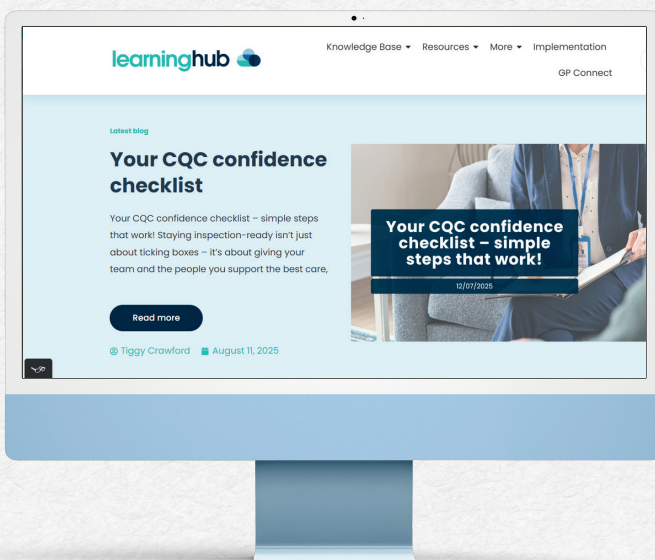 learninghub
Knowledge Base Resources More Implementation
GP Connect
Latest blog
Your CQC confidence
checklist
Your CQC confidence checklist – simple steps
that work! Staying inspection-ready isn't just
about ticking boxes – it's about giving your
team and the people you support the best care,
Read more
Tiggy Crawford August 11, 2025
Your CQC confidence
checklist – simple
steps that work!
12/07/2025